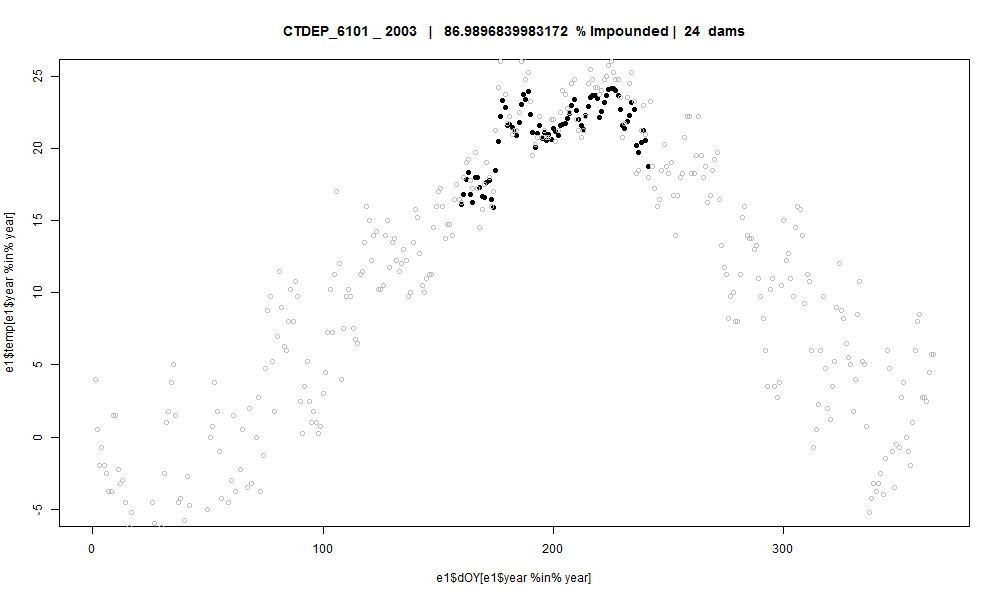 CTDEP_6101 _ 2003 | 86.9896839983172 % Impounded | 24 dams
e1$temp[e1$year %in% year]
25
20
15
10
5
0
-5
0 100 200 300
e1$dOY[e1$year %in% year]